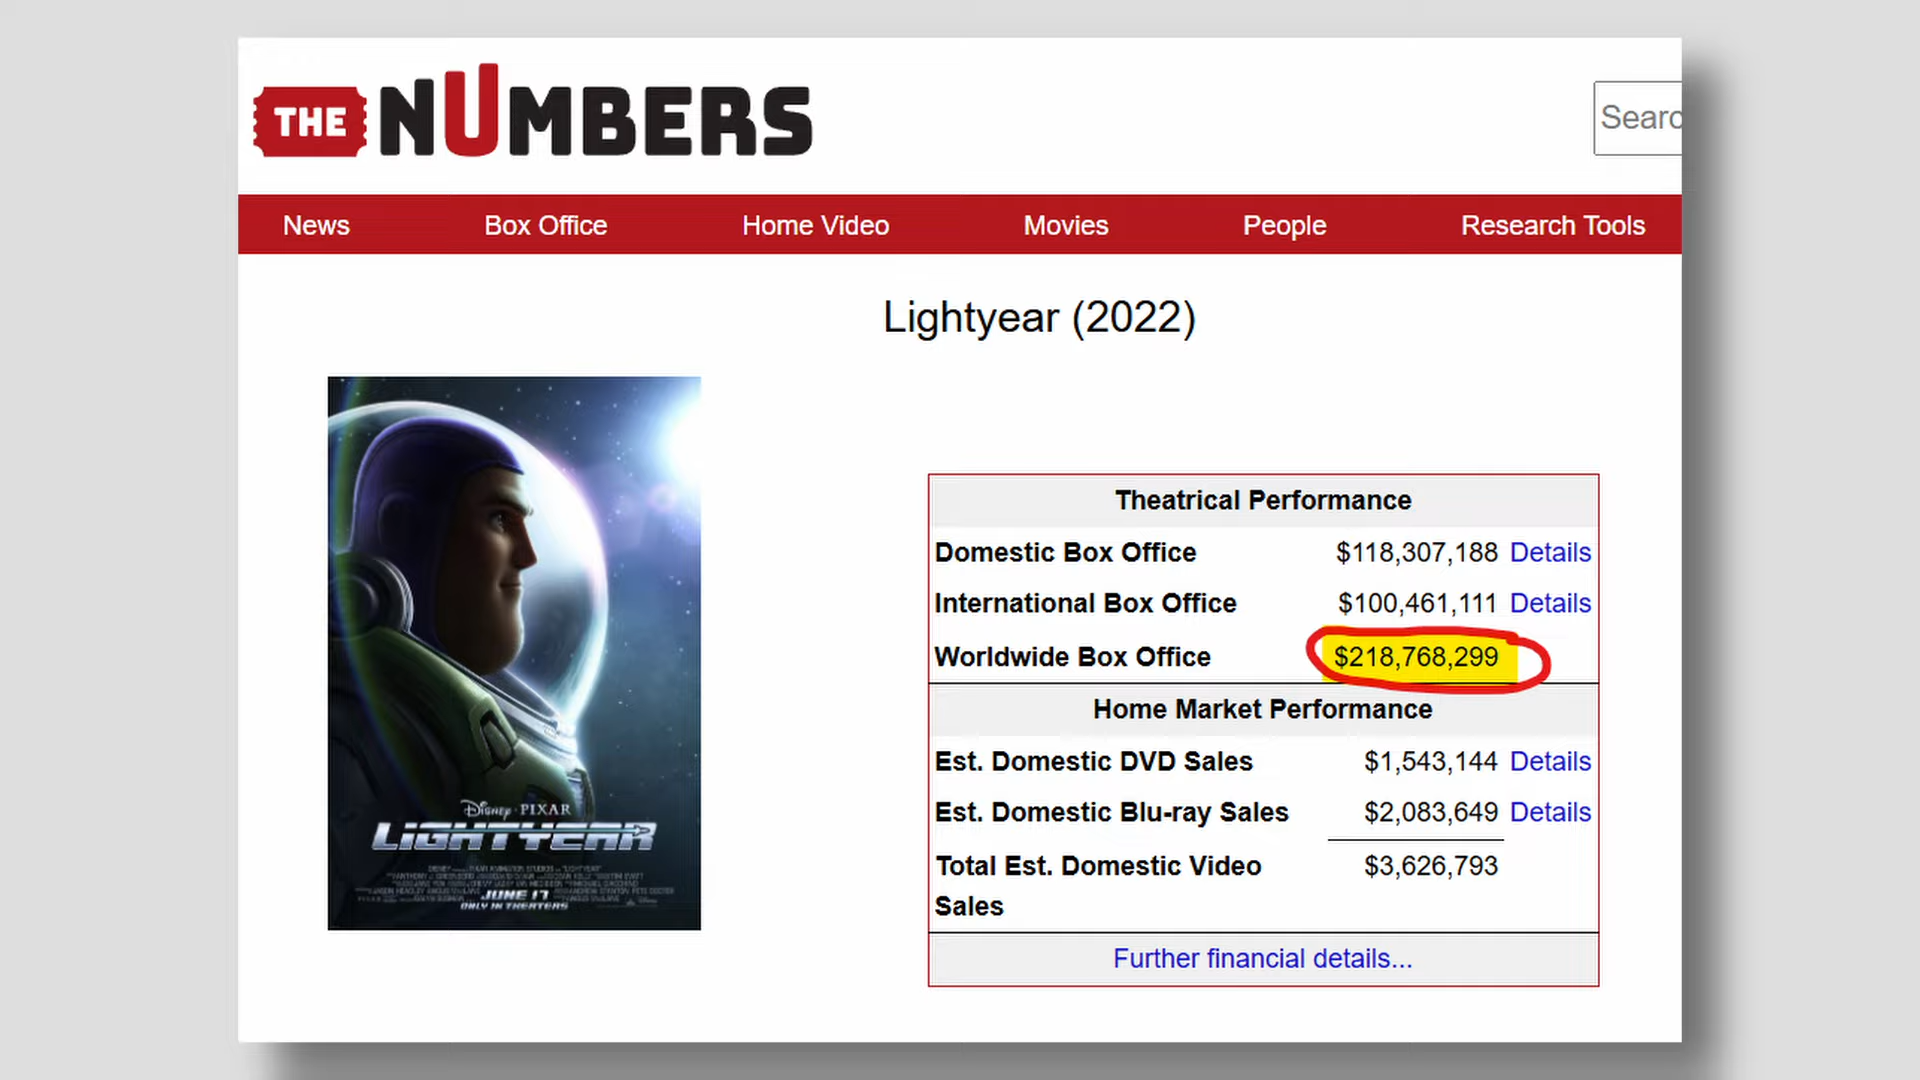 THE NUMBERS
Searc
News Box Office Home Video Movies People Research Tools
Lightyear (2022)
Disney · PIXAR
LIGHTYEAR
JUNE 17
ONLY IN THEATERS
Theatrical Performance
Domestic Box Office $118,307,188 Details
International Box Office $100,461,111 Details
Worldwide Box Office $218,768,299
Home Market Performance
Est. Domestic DVD Sales $1,543,144 Details
Est. Domestic Blu-ray Sales $2,083,649 Details
Total Est. Domestic Video $3,626,793
Sales
Further financial details...